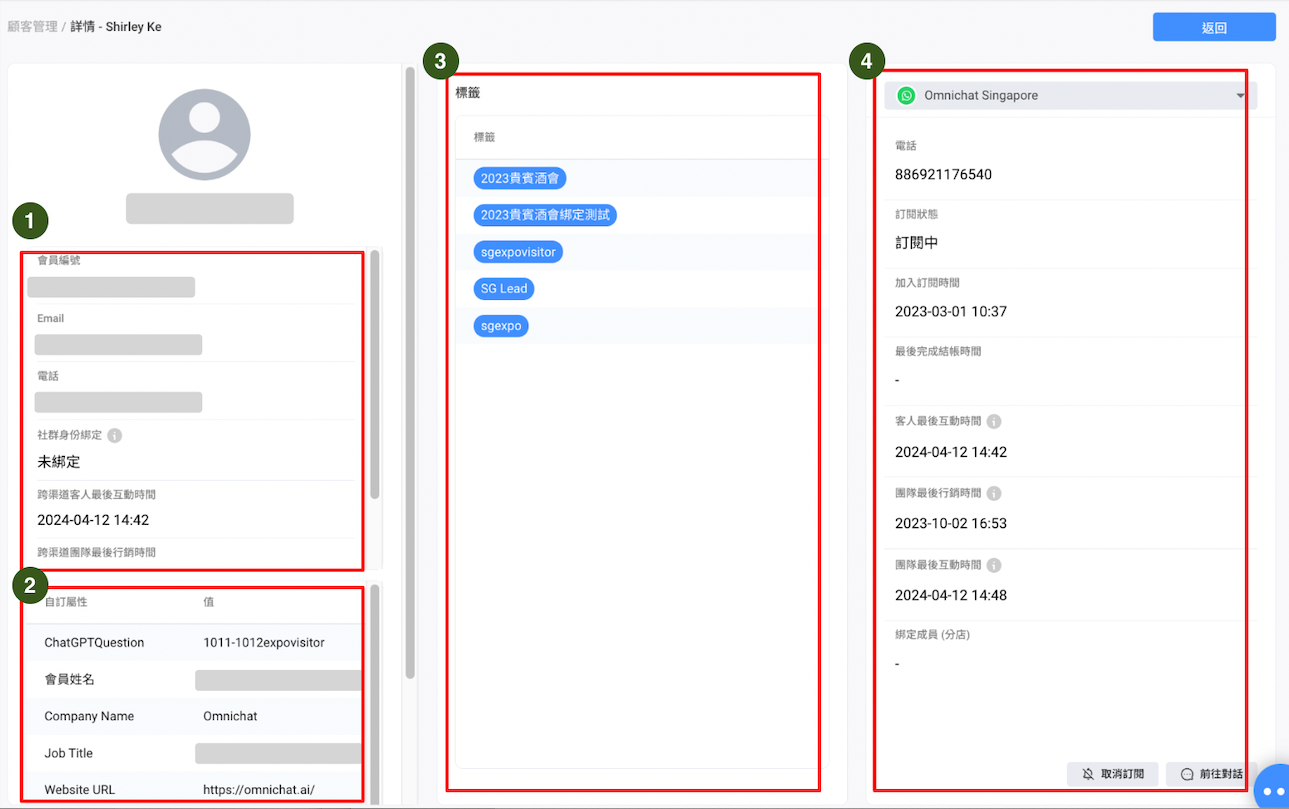 顧客管理 / 詳情 - Shirley Ke
返回
1
會員編號
Email
電話
社群身份綁定
未綁定
跨渠道客人最後互動時間
2024-04-12 14:42
跨渠道團隊最後行銷時間
2
自訂屬性 值
ChatGPTQuestion 1011-1012expovisitor
會員姓名
Company Name Omnichat
Job Title
Website URL https://omnichat.ai/
3
標籤
標籤
2023貴賓酒會
2023貴賓酒會綁定測試
sgexpovisitor
SG Lead
sgexpo
4
Omnichat Singapore
電話
886921176540
訂閱狀態
訂閱中
加入訂閱時間
2023-03-01 10:37
最後完成結帳時間
-
客人最後互動時間
2024-04-12 14:42
團隊最後行銷時間
2023-10-02 16:53
團隊最後互動時間
2024-04-12 14:48
綁定成員 (分店)
-
取消訂閱
前往對話